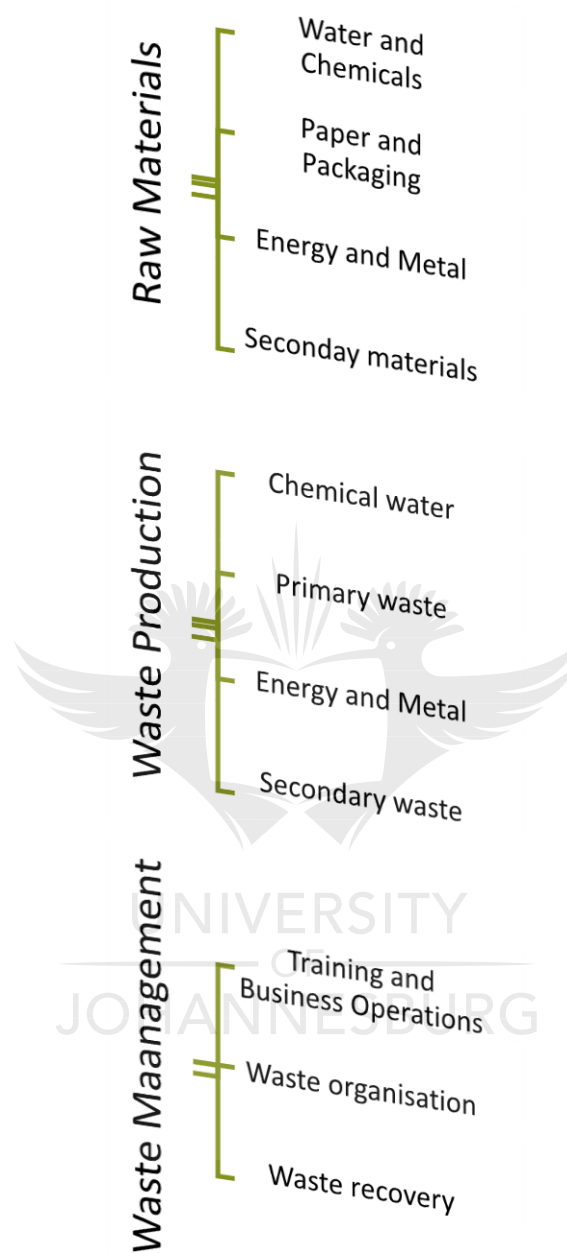 Raw Materials
Water and
Chemicals
Paper and
Packaging
Energy and Metal
Seconday materials
Waste Production
Chemical water
Primary waste
Energy and Metal
Secondary waste
Waste Maanagement
Training and
Business Operations
Waste organisation
Waste recovery
UNIVERSITY
OF
JOHANNESBURG